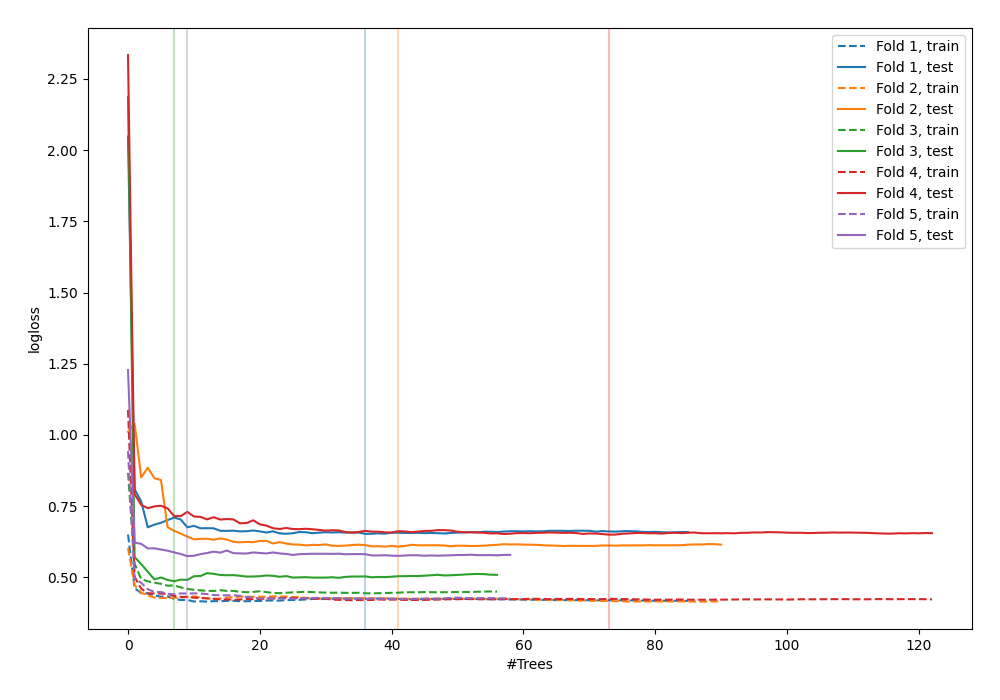 2.25
2.00
1.75
1.50
1.25
1.00
0.75
0.50
logloss
0
20
40
60
80
100
120
#Trees
Fold 1, train
Fold 1, test
Fold 2, train
Fold 2, test
Fold 3, train
Fold 3, test
Fold 4, train
Fold 4, test
Fold 5, train
Fold 5, test